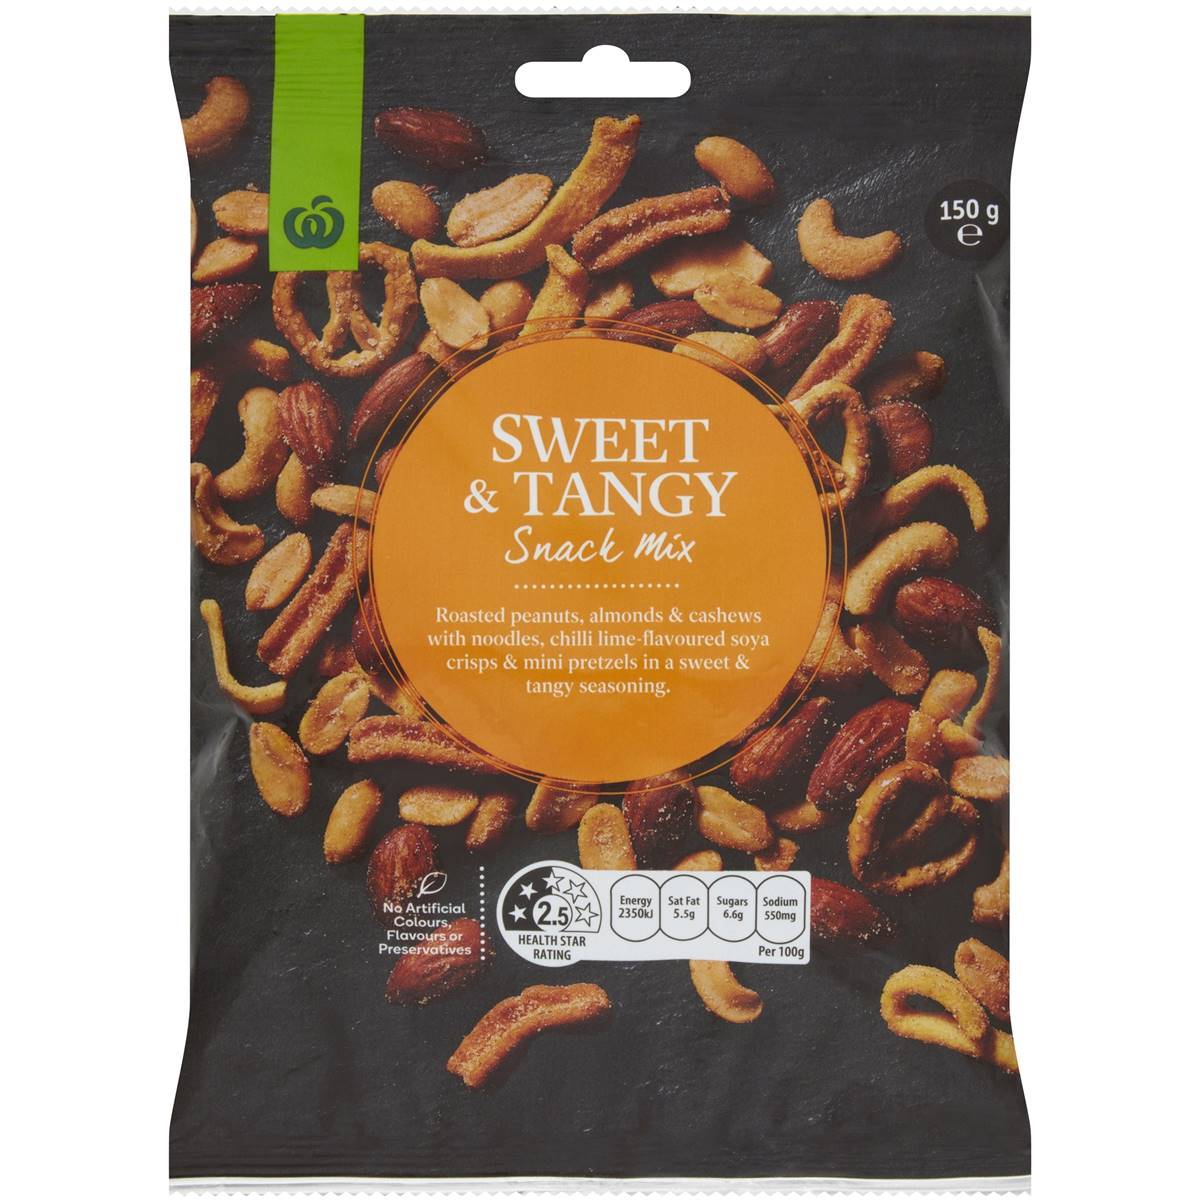 150 g
e
SWEET
& TANGY
Snack Mix
Roasted peanuts, almonds & cashews
with noodles, chilli lime-flavoured soya
crisps & mini pretzels in a sweet &
tangy seasoning.
No Artificial
Colours,
Flavours or
Preservatives
2.5
HEALTH STAR
RATING
Energy
2350kJ
Sat Fat
5.5g
Sugars
6.6g
Sodium
550mg
Per 100g